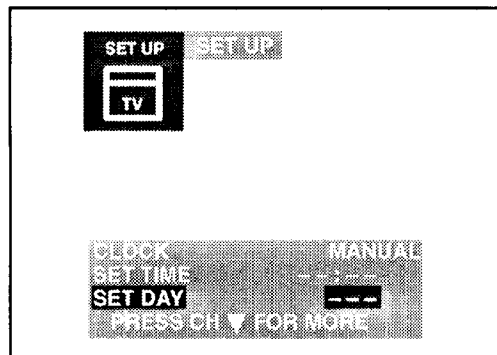 SET UP SET UP
TV
CLOCK MANUAL
SET TIME --:--
SET DAY ---
PRESS CH ▼ FOR MORE